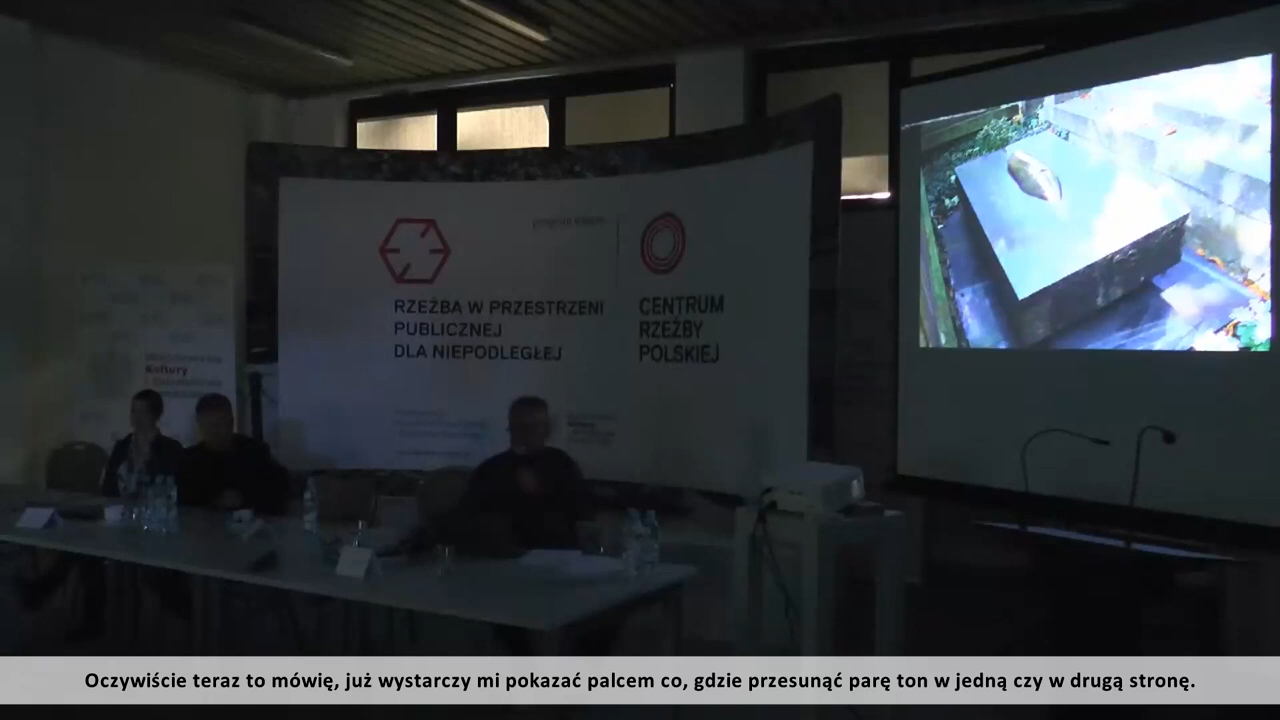 RZEŹBA W PRZESTRZENI
PUBLICZNEJ
DLA NIEPODLEGŁEJ
CENTRUM
RZEŹBY
POLSKIEJ
Kultury
Oczywiście teraz to mówię, już wystarczy mi pokazać palcem co, gdzie przesunąć parę ton w jedną czy w drugą stronę.